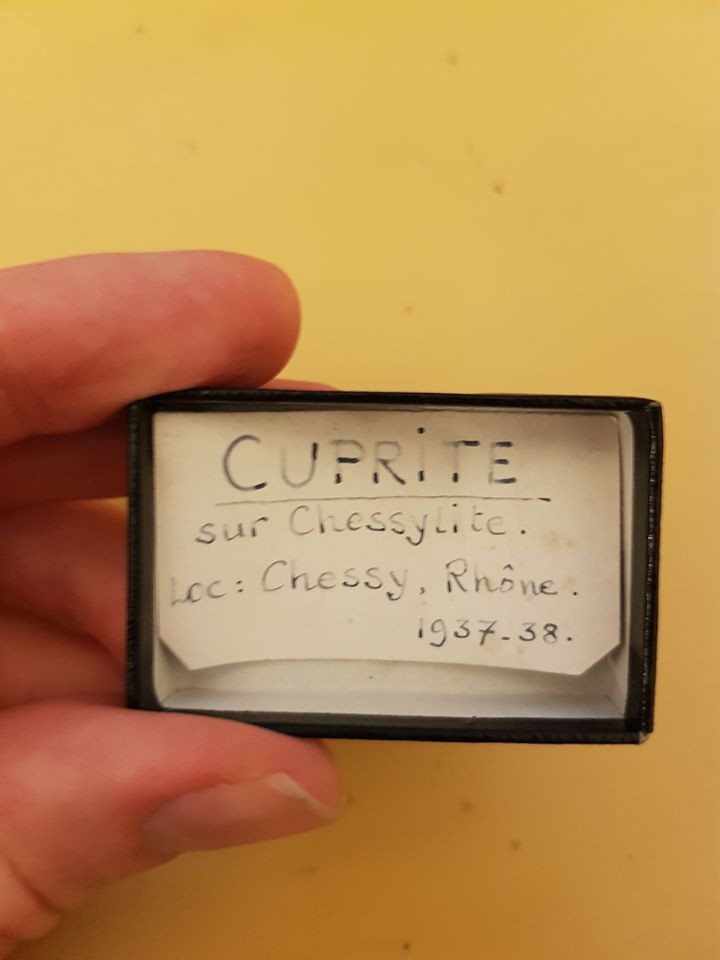 CUPRiTE
sur Chessylite.
Loc: Chessy, Rhône.
1937-38.